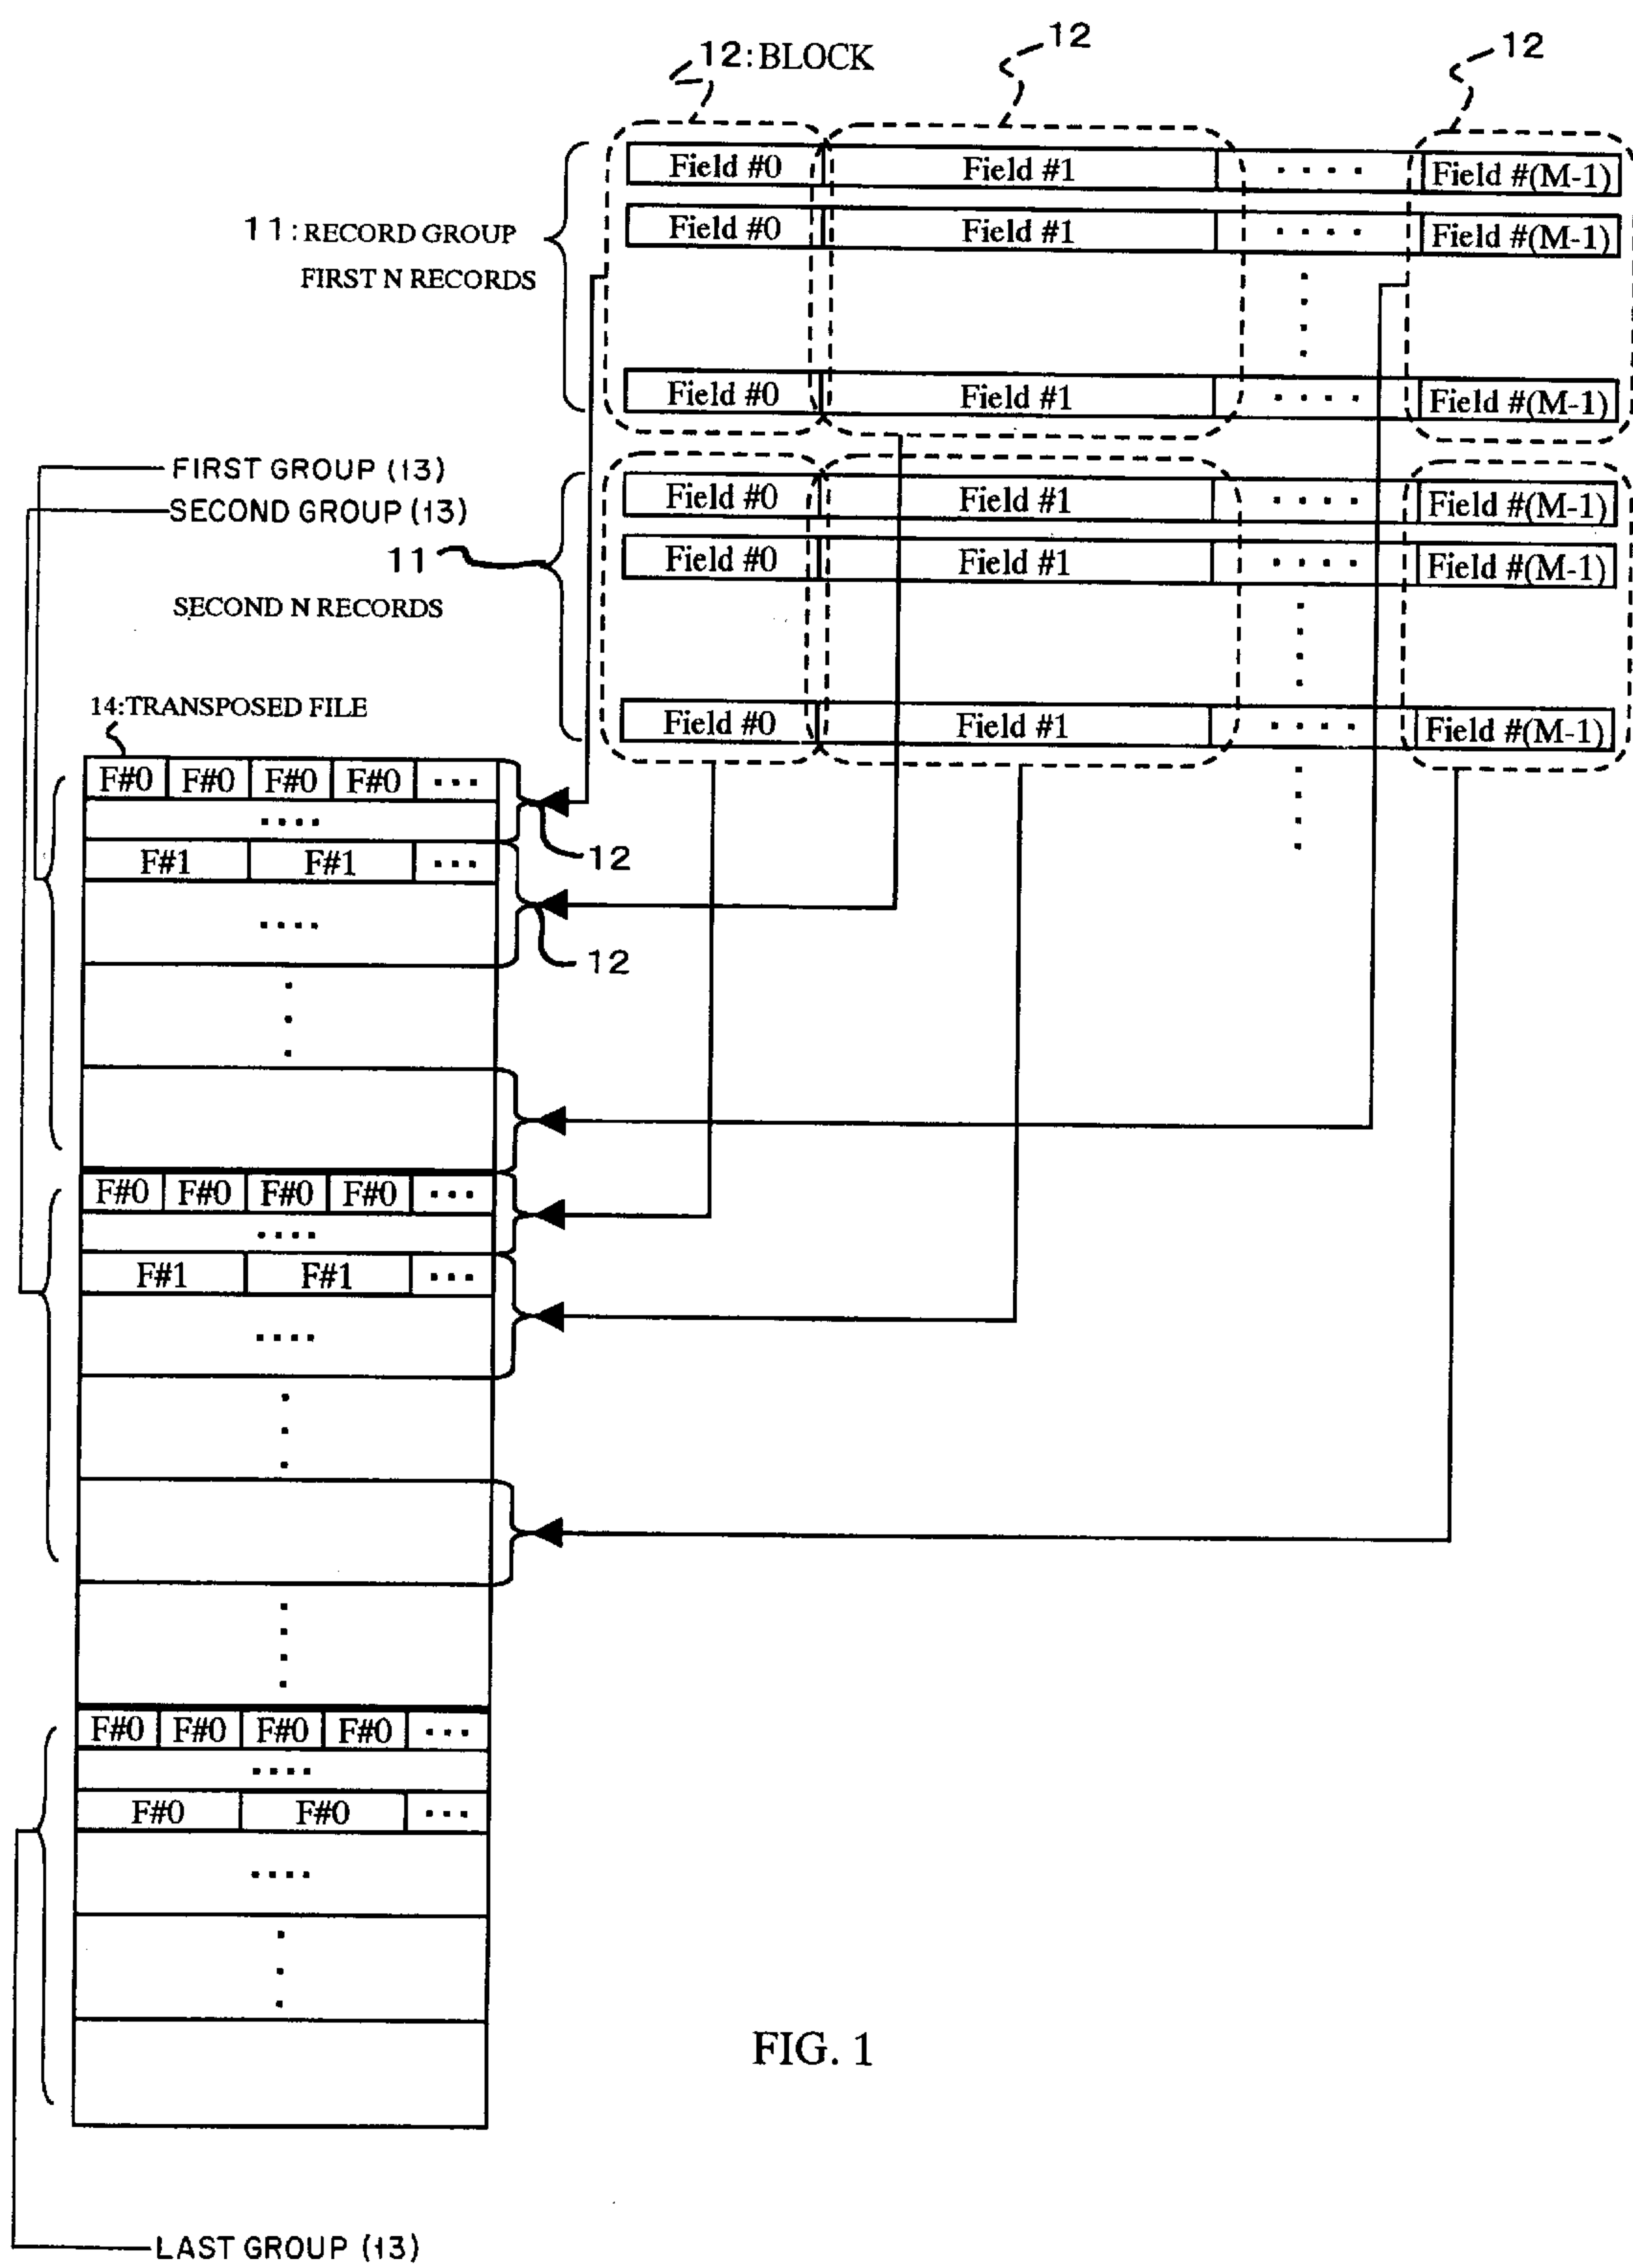 12:BLOCK
12
12
Field #0 Field #1 .... Field #(M-1)
Field #0 Field #1 .... Field #(M-1)
11:RECORD GROUP
FIRST N RECORDS
Field #0 Field #1 .... Field #(M-1)
FIRST GROUP (13)
SECOND GROUP (13)
Field #0 Field #1 .... Field #(M-1)
11
Field #0 Field #1 .... Field #(M-1)
SECOND N RECORDS
Field #0 Field #1 .... Field #(M-1)
14:TRANSPOSED FILE
F#0 F#0 F#0 F#0 ...
....
12
F#1 F#1 ...
....
12
F#0 F#0 F#0 F#0 ...
....
F#1 F#1 ...
....
F#0 F#0 F#0 F#0 ...
....
F#0 F#0 ...
....
FIG. 1
LAST GROUP (13)